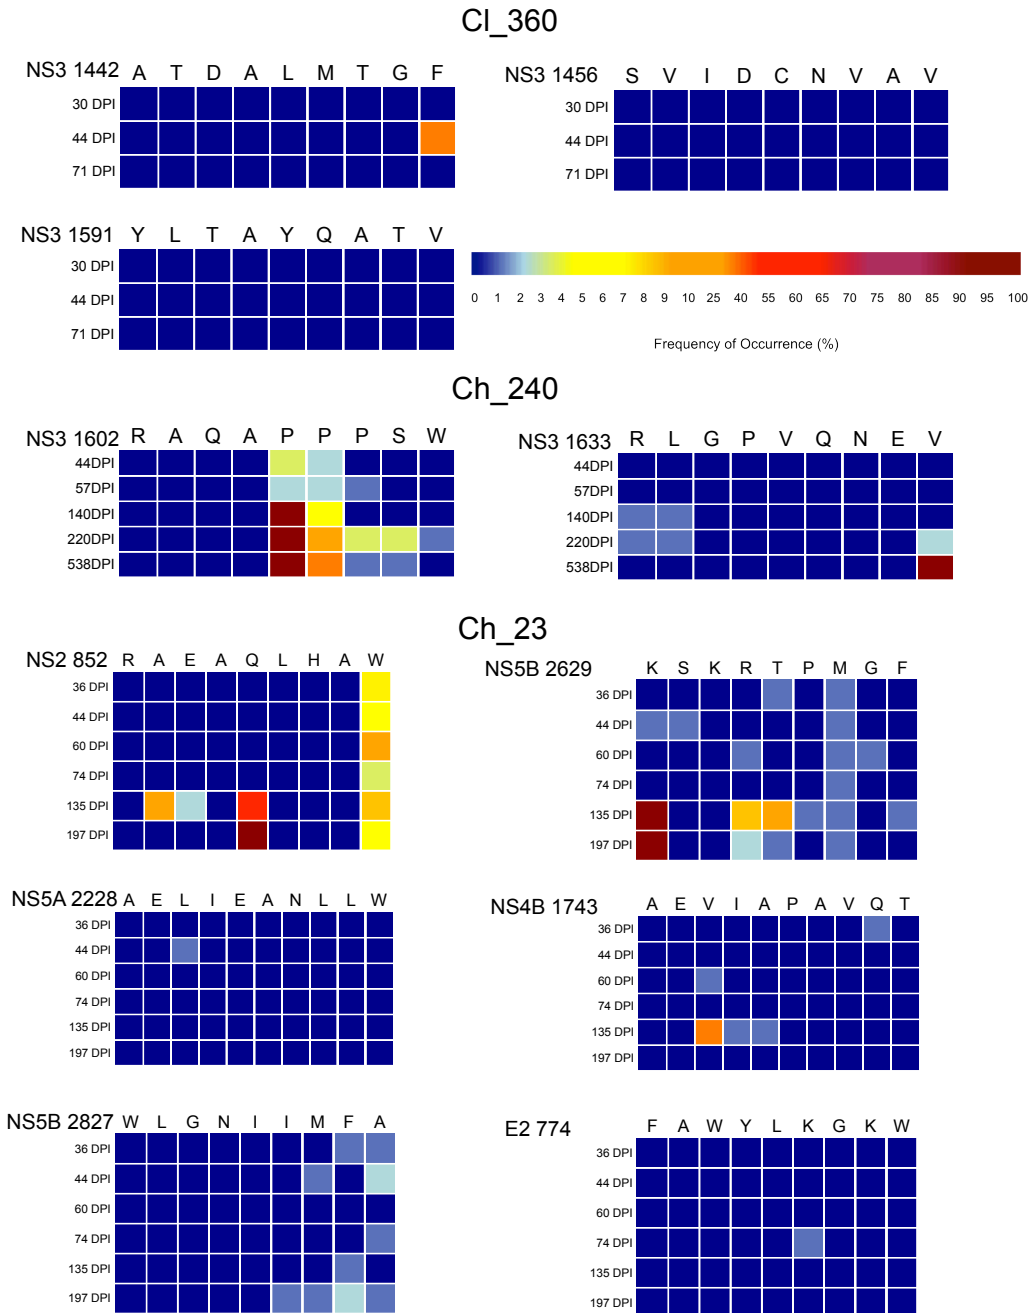 Cl_360
NS3 1442 A T D A L M T G F
30 DPI
44 DPI
71 DPI
NS3 1456 S V I D C N V A V
30 DPI
44 DPI
71 DPI
NS3 1591 Y L T A Y Q A T V
30 DPI
44 DPI
71 DPI
0 1 2 3 4 5 6 7 8 9 10 25 40 55 60 65 70 75 80 85 90 95 100
Frequency of Occurrence (%)
Ch_240
NS3 1602 R A Q A P P P S W
44DPI
57DPI
140DPI
220DPI
538DPI
NS3 1633 R L G P V Q N E V
44DPI
57DPI
140DPI
220DPI
538DPI
Ch_23
NS2 852 R A E A Q L H A W
36 DPI
44 DPI
60 DPI
74 DPI
135 DPI
197 DPI
NS5B 2629 K S K R T P M G F
36 DPI
44 DPI
60 DPI
74 DPI
135 DPI
197 DPI
NS5A 2228 A E L I E A N L L W
36 DPI
44 DPI
60 DPI
74 DPI
135 DPI
197 DPI
NS4B 1743 A E V I A P A V Q T
36 DPI
44 DPI
60 DPI
74 DPI
135 DPI
197 DPI
NS5B 2827 W L G N I I M F A
36 DPI
44 DPI
60 DPI
74 DPI
135 DPI
197 DPI
E2 774 F A W Y L K G K W
36 DPI
44 DPI
60 DPI
74 DPI
135 DPI
197 DPI